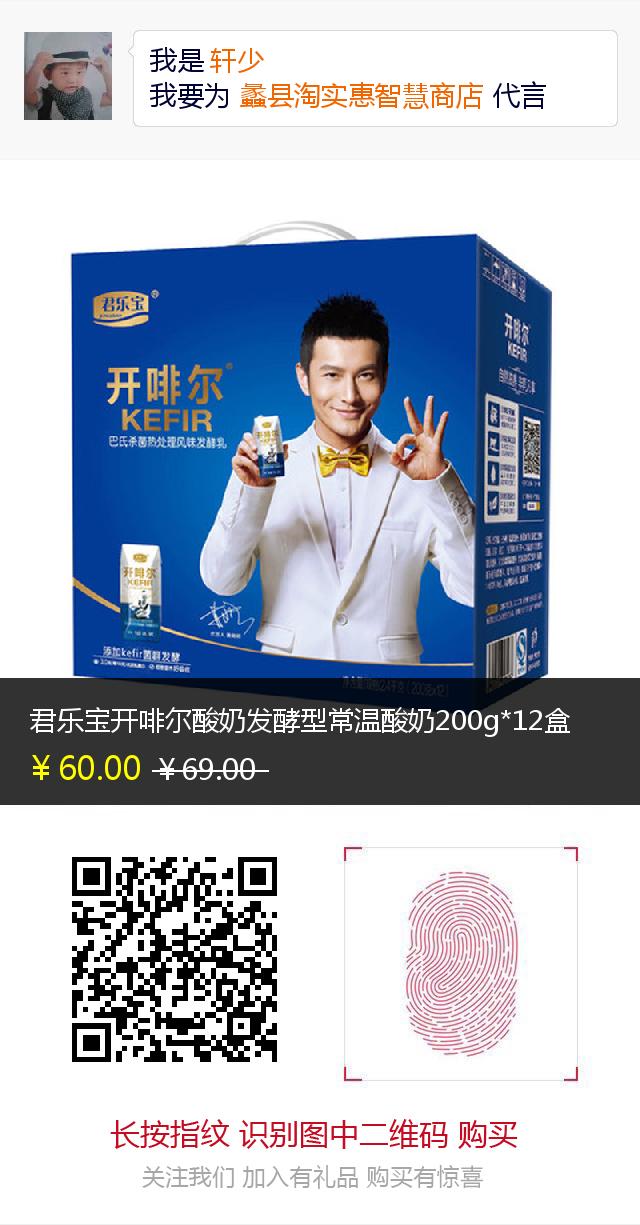 我是 轩少
我要为 蠡县淘实惠智慧商店 代言
君乐宝®
开啡尔
KEFIR
巴氏杀菌热处理风味发酵乳
开啡尔
KEFIR
开啡尔
开啡尔
KEFIR
添加kefir菌群发酵
君乐宝开啡尔酸奶发酵型常温酸奶200g*12盒
¥ 60.00 ¥ 69.00
长按指纹 识别图中二维码 购买
关注我们 加入有礼品 购买有惊喜